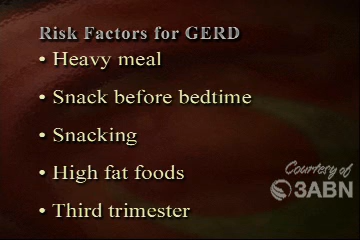 Risk Factors for GERD
• Heavy meal
• Snack before bedtime
• Snacking
• High fat foods
• Third trimester
Courtesy of
3ABN